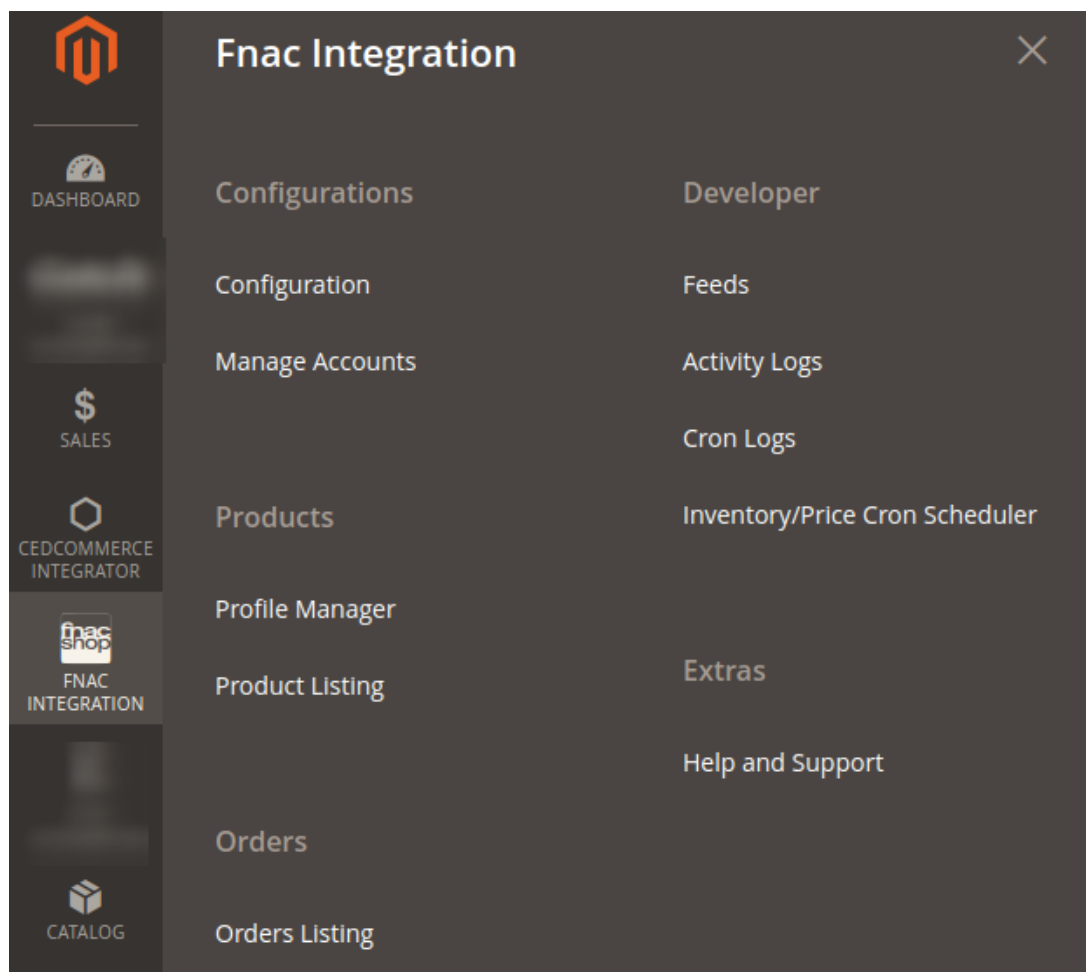 Fnac Integration
DASHBOARD
SALES
CEDCOMMERCE
INTEGRATOR
fnac
shop
FNAC
INTEGRATION
CATALOG
Configurations
Configuration
Manage Accounts
Products
Profile Manager
Product Listing
Orders
Orders Listing
Developer
Feeds
Activity Logs
Cron Logs
Inventory/Price Cron Scheduler
Extras
Help and Support